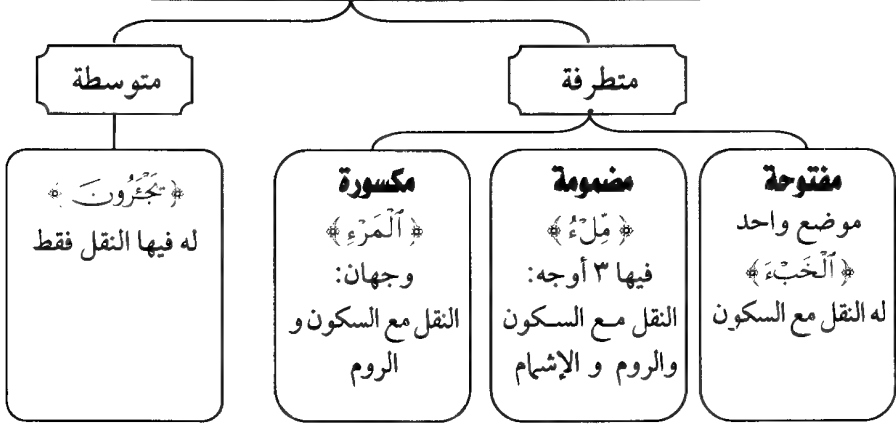 متطرفة
متوسطة
مفتوحة
موضع واحد
﴿ٱلْخَبْءَ﴾
له النقل مع السكون
مضمومة
﴿مِّلْءُ﴾
فيها ٣ أوجه:
النقل مع السكون
والروم و الإشمام
مكسورة
﴿ٱلْمَرْءِ﴾
وجهان:
النقل مع السكون و
الروم
﴿تَجْـَٔرُونَ﴾
له فيها النقل فقط